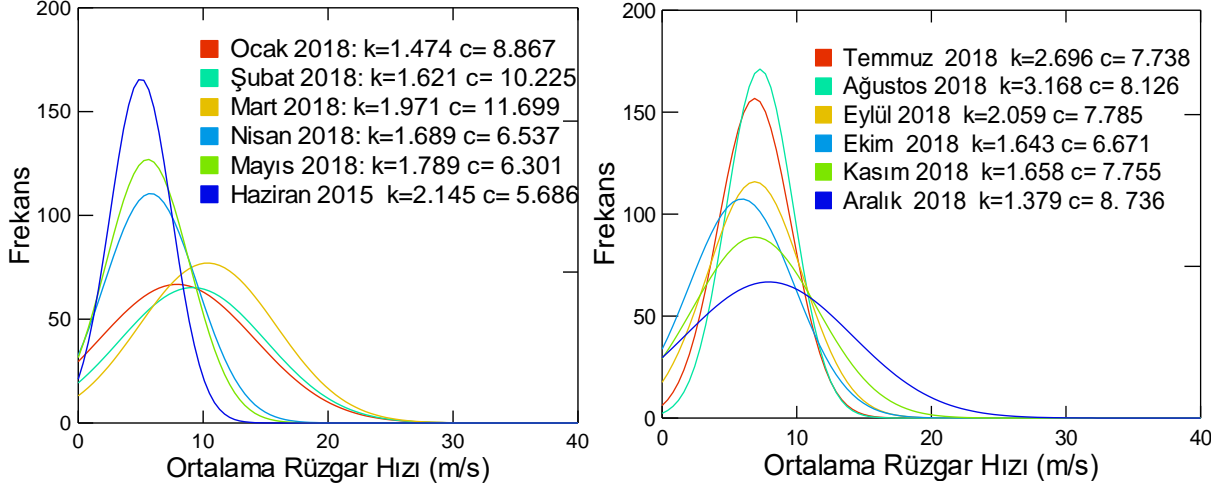 200
150
100
50
0
Frekans
Ocak 2018: k=1.474 c= 8.867
Şubat 2018: k=1.621 c= 10.225
Mart 2018: k=1.971 c= 11.699
Nisan 2018: k=1.689 c= 6.537
Mayıs 2018: k=1.789 c= 6.301
Haziran 2015 k=2.145 c= 5.686
0 10 20 30 40
Ortalama Rüzgar Hızı (m/s)
200
150
100
50
0
Frekans
Temmuz 2018 k=2.696 c= 7.738
Ağustos 2018 k=3.168 c= 8.126
Eylül 2018 k=2.059 c= 7.785
Ekim 2018 k=1.643 c= 6.671
Kasım 2018 k=1.658 c= 7.755
Aralık 2018 k=1.379 c= 8. 736
0 10 20 30 40
Ortalama Rüzgar Hızı (m/s)